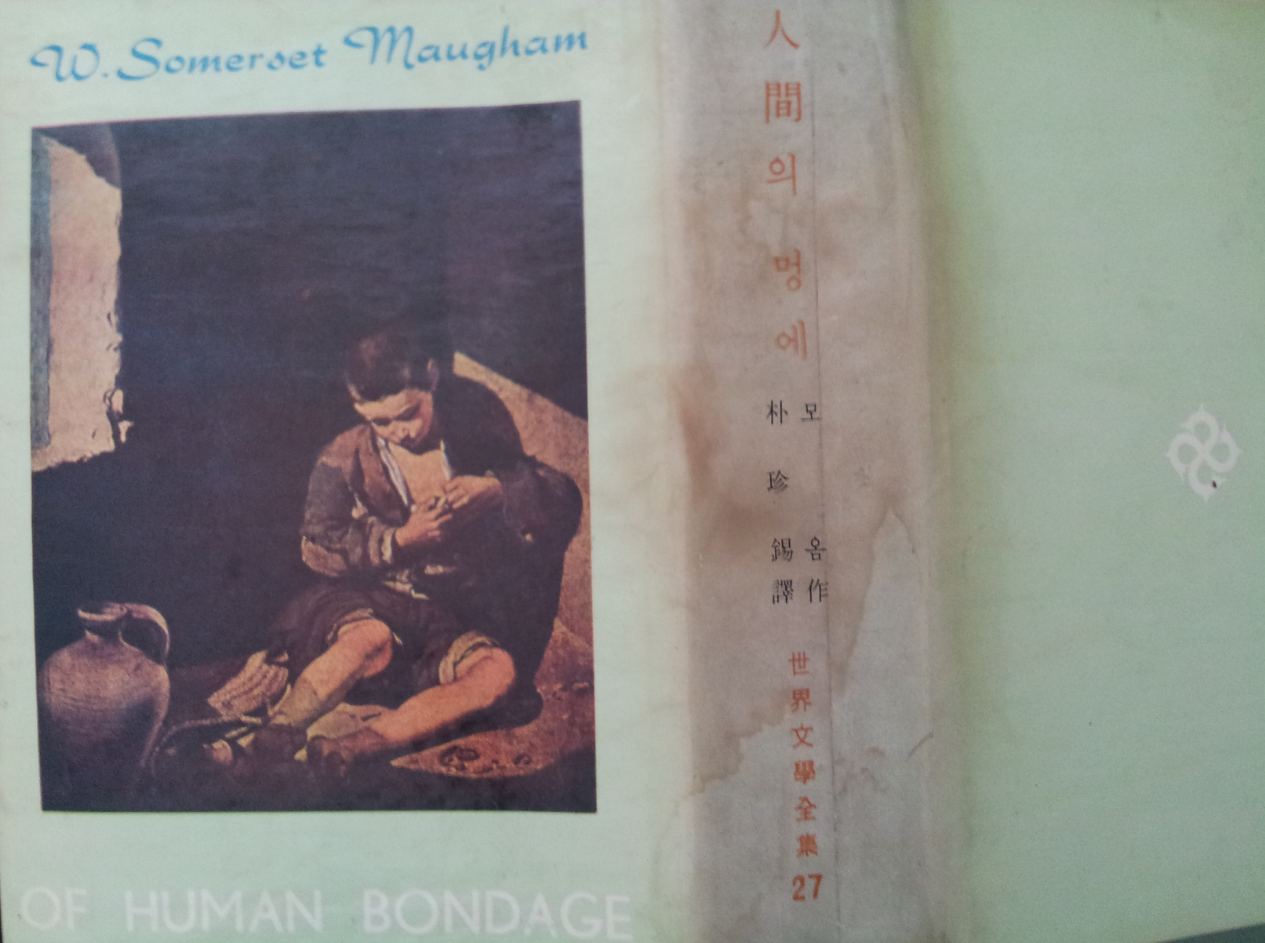 W. Somerset Maugham
OF HUMAN BONDAGE
人間의 멍에
모옴 作
朴珍錫 譯
世界文學全集 27